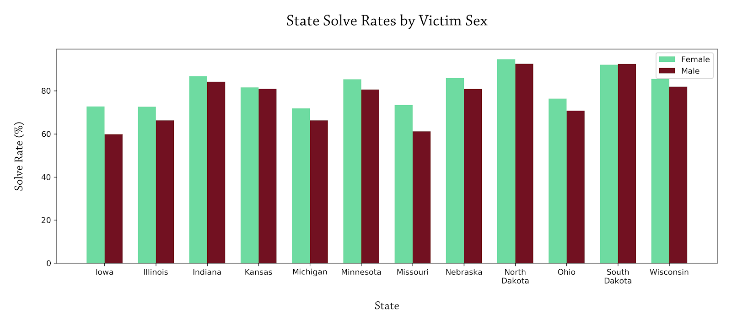 State Solve Rates by Victim Sex
Female
Male
Solve Rate (%)
80
60
40
20
0
Iowa Illinois Indiana Kansas Michigan Minnesota Missouri Nebraska North Ohio South Wisconsin
Dakota Dakota
State